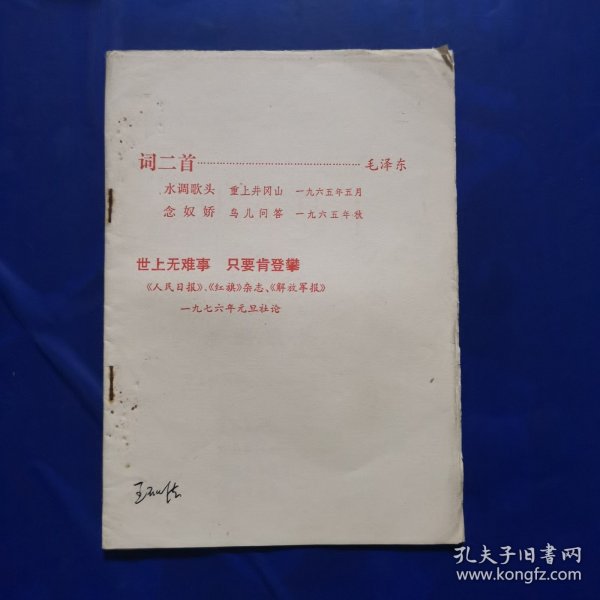 词二首……………………………………毛泽东
水调歌头 重上井冈山 一九六五年五月
念奴娇 鸟儿问答 一九六五年秋
世上无难事 只要肯登攀
《人民日报》、《红旗》杂志、《解放军报》
一九七六年元旦社论
王
孔夫子旧书网
www.kongfz.com